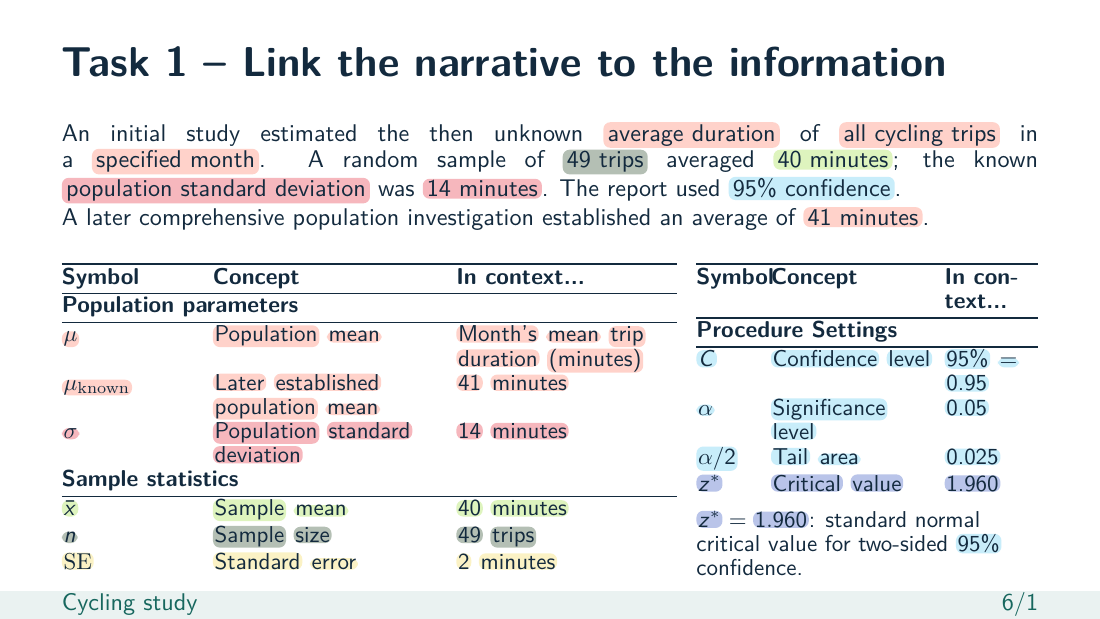 Task 1 – Link the narrative to the information
An initial study estimated the then unknown average duration of all cycling trips in
a specified month. A random sample of 49 trips averaged 40 minutes; the known
population standard deviation was 14 minutes. The report used 95% confidence.
A later comprehensive population investigation established an average of 41 minutes.
Symbol Concept In context...
Population parameters
μ Population mean Month's mean trip
duration (minutes)
μknown Later established 41 minutes
population mean
σ Population standard 14 minutes
deviation
Sample statistics
x̄ Sample mean 40 minutes
n Sample size 49 trips
SE Standard error 2 minutes
Symbol Concept In con-
text...
Procedure Settings
C Confidence level 95% =
0.95
α Significance 0.05
level
α/2 Tail area 0.025
z* Critical value 1.960
z* = 1.960: standard normal
critical value for two-sided 95%
confidence.
Cycling study 6/1